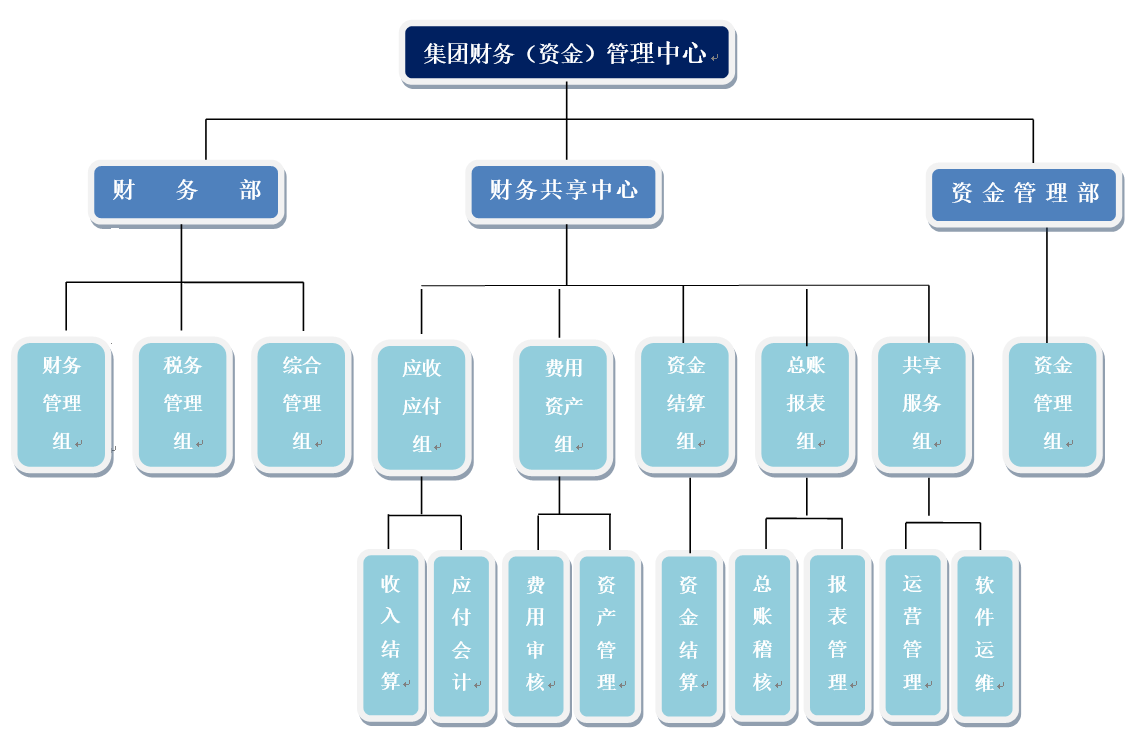 集团财务（资金）管理中心
财务部
财务共享中心
资金管理部
财务
管理
组
税务
管理
组
综合
管理
组
应收
应付
组
费用
资产
组
资金
结算
组
总账
报表
组
共享
服务
组
资金
管理
组
收入结算
应付会计
费用审核
资产管理
资金结算
总账稽核
报表管理
运营管理
软件运维